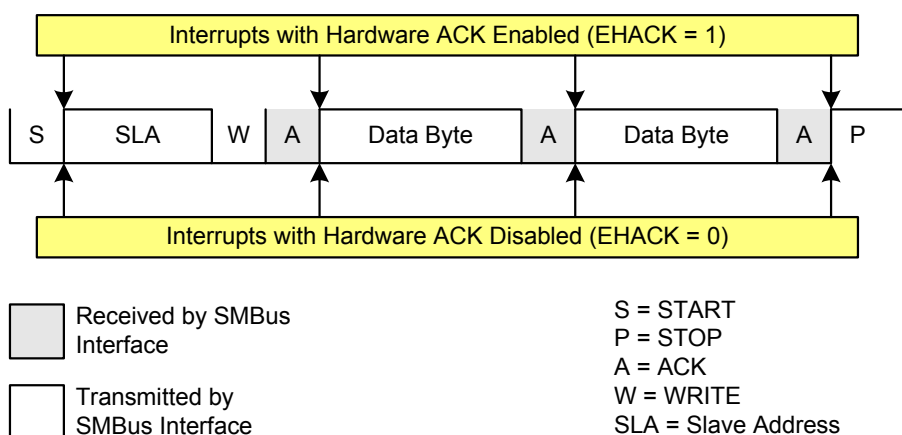 Interrupts with Hardware ACK Enabled (EHACK = 1)
S SLA W A Data Byte A Data Byte A P
Interrupts with Hardware ACK Disabled (EHACK = 0)
Received by SMBus
Interface
Transmitted by
SMBus Interface
S = START
P = STOP
A = ACK
W = WRITE
SLA = Slave Address